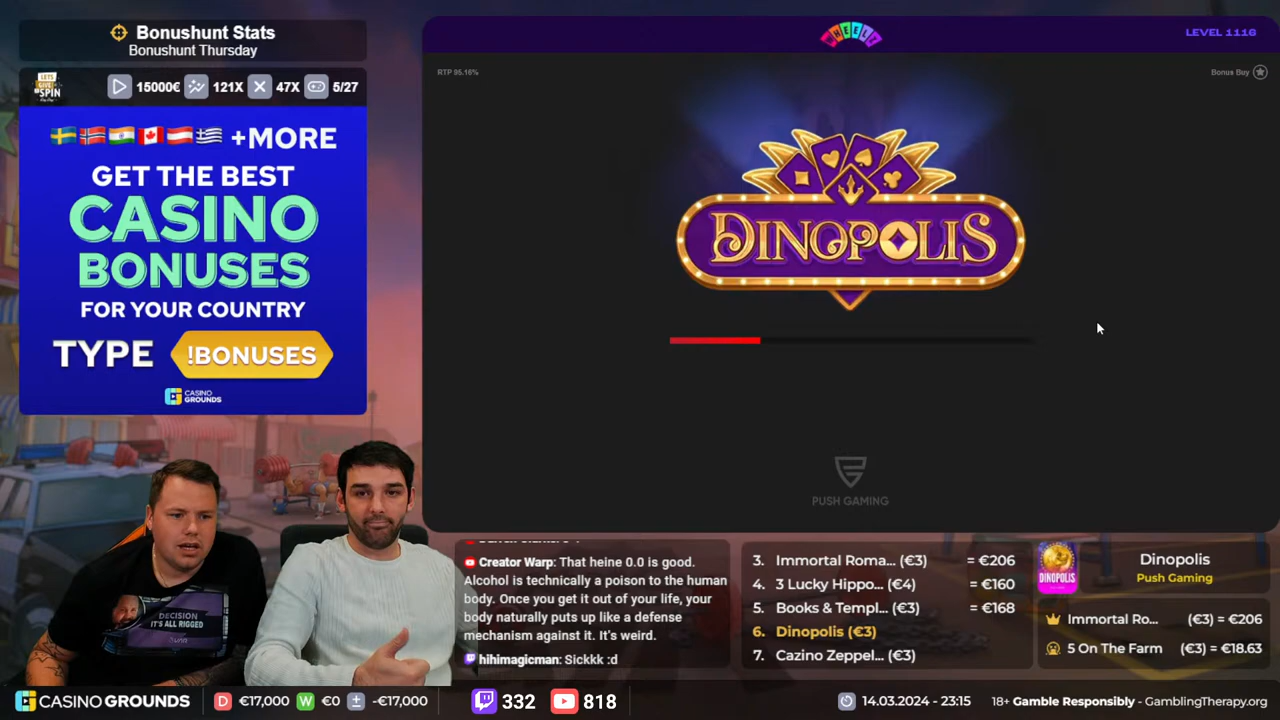 Bonushunt Stats
Bonushunt Thursday
LETS GIVE IT A SPIN
15000€ 121X 47X 5/27
+MORE
GET THE BEST
CASINO
BONUSES
FOR YOUR COUNTRY
TYPE !BONUSES
CASINO
GROUNDS
WHEELZ
LEVEL 1116
RTP 95.16%
Bonus Buy
DINOPOLIS
PUSH GAMING
DECISION
IT'S ALL RIGGED
Creator Warp: That heine 0.0 is good.
Alcohol is technically a poison to the human
body. Once you get it out of your life, your
body naturally puts up like a defense
mechanism against it. It's weird.
hihimagicman: Sickkk :d
3. Immortal Roma... (€3) = €206
4. 3 Lucky Hippo... (€4) = €160
5. Books & Templ... (€3) = €168
6. Dinopolis (€3)
7. Cazino Zeppel... (€3)
DINOPOLIS
Dinopolis
Push Gaming
Immortal Ro... (€3) = €206
5 On The Farm (€3) = €18.63
CASINOGROUNDS D €17,000 W €0 ± -€17,000 332 818 14.03.2024 - 23:15 18+ Gamble Responsibly - GamblingTherapy.org